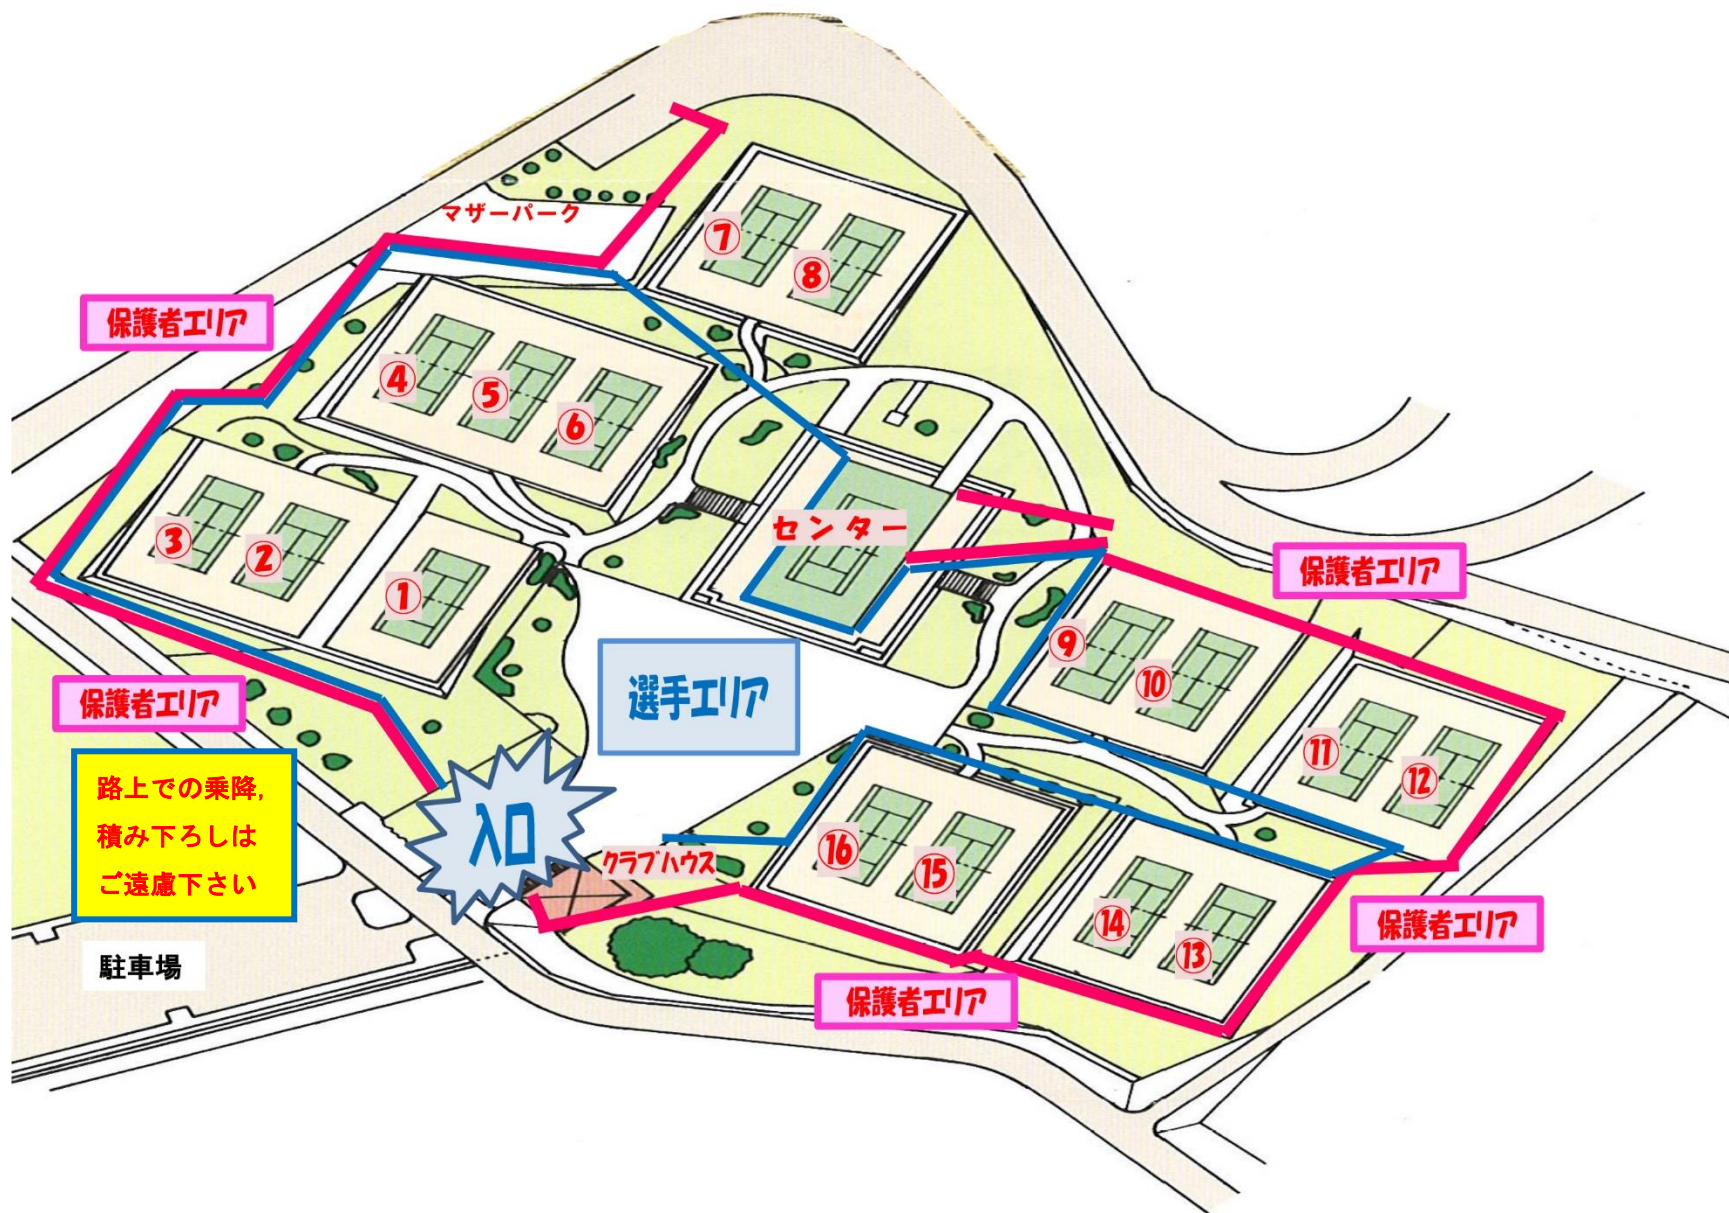 マザーパーク
⑦
⑧
保護者エリア
④
⑤
⑥
センター
③
②
①
保護者エリア
⑨
⑩
保護者エリア
選手エリア
⑪
⑫
路上での乗降,
積み下ろしは
ご遠慮下さい
入口
クラブハウス
⑯
⑮
⑭
⑬
保護者エリア
駐車場
保護者エリア